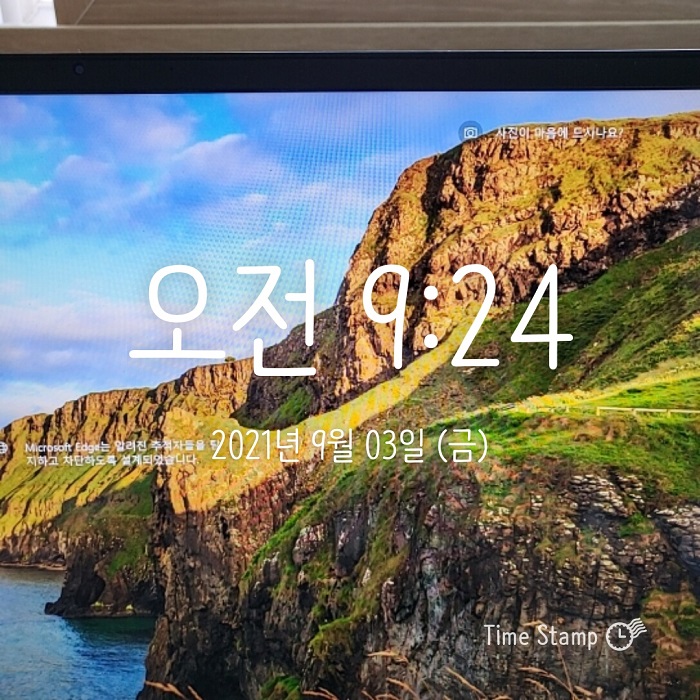 사진이 마음에 드시나요?
오전 9:24
Microsoft Edge는 알려진 추적자들을 탐
지하고 차단하도록 설계되었습니다.
2021년 9월 03일 (금)
Time Stamp